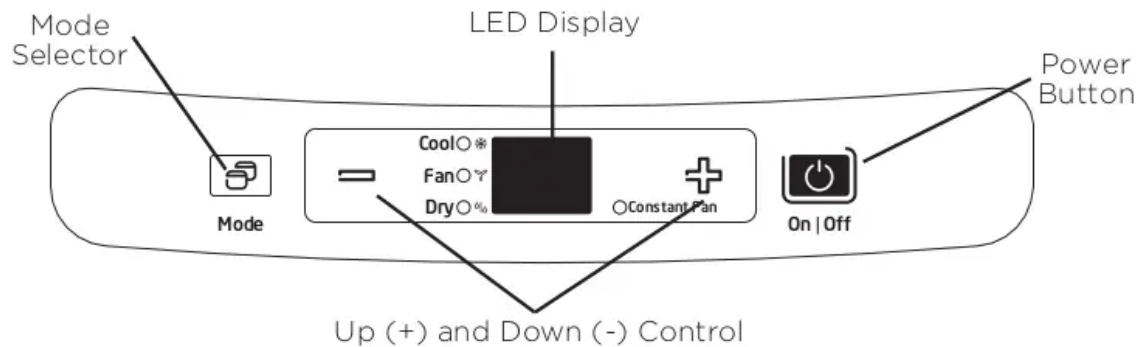 Mode
Selector
LED Display
Power
Button
Cool
Fan
Dry %
Constant Fan
Mode
On | Off
Up (+) and Down (-) Control